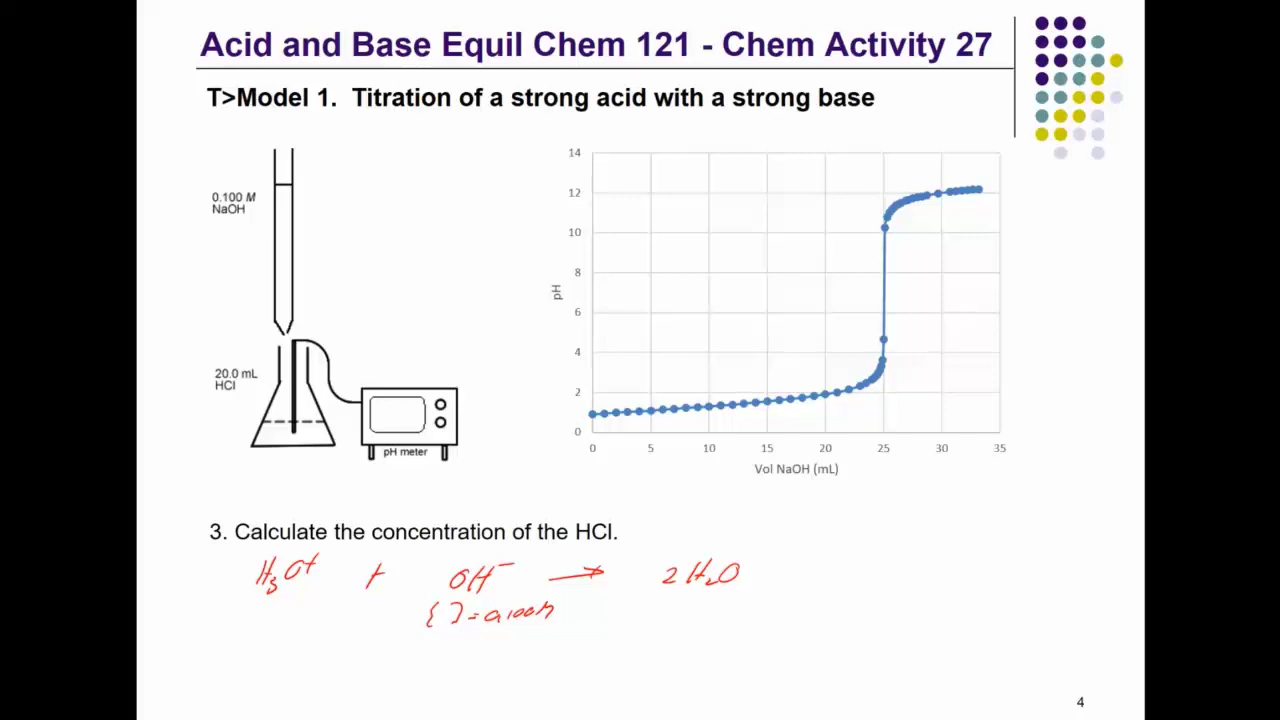 Acid and Base Equil Chem 121 - Chem Activity 27
T>Model 1. Titration of a strong acid with a strong base
0.100 M
NaOH
20.0 mL
HCl
pH meter
14
12
10
8
6
4
2
0
pH
0 5 10 15 20 25 30 35
Vol NaOH (mL)
3. Calculate the concentration of the HCl.
H₃O+ + OH⁻ → 2 H₂O
[ ] = 0.100M
4